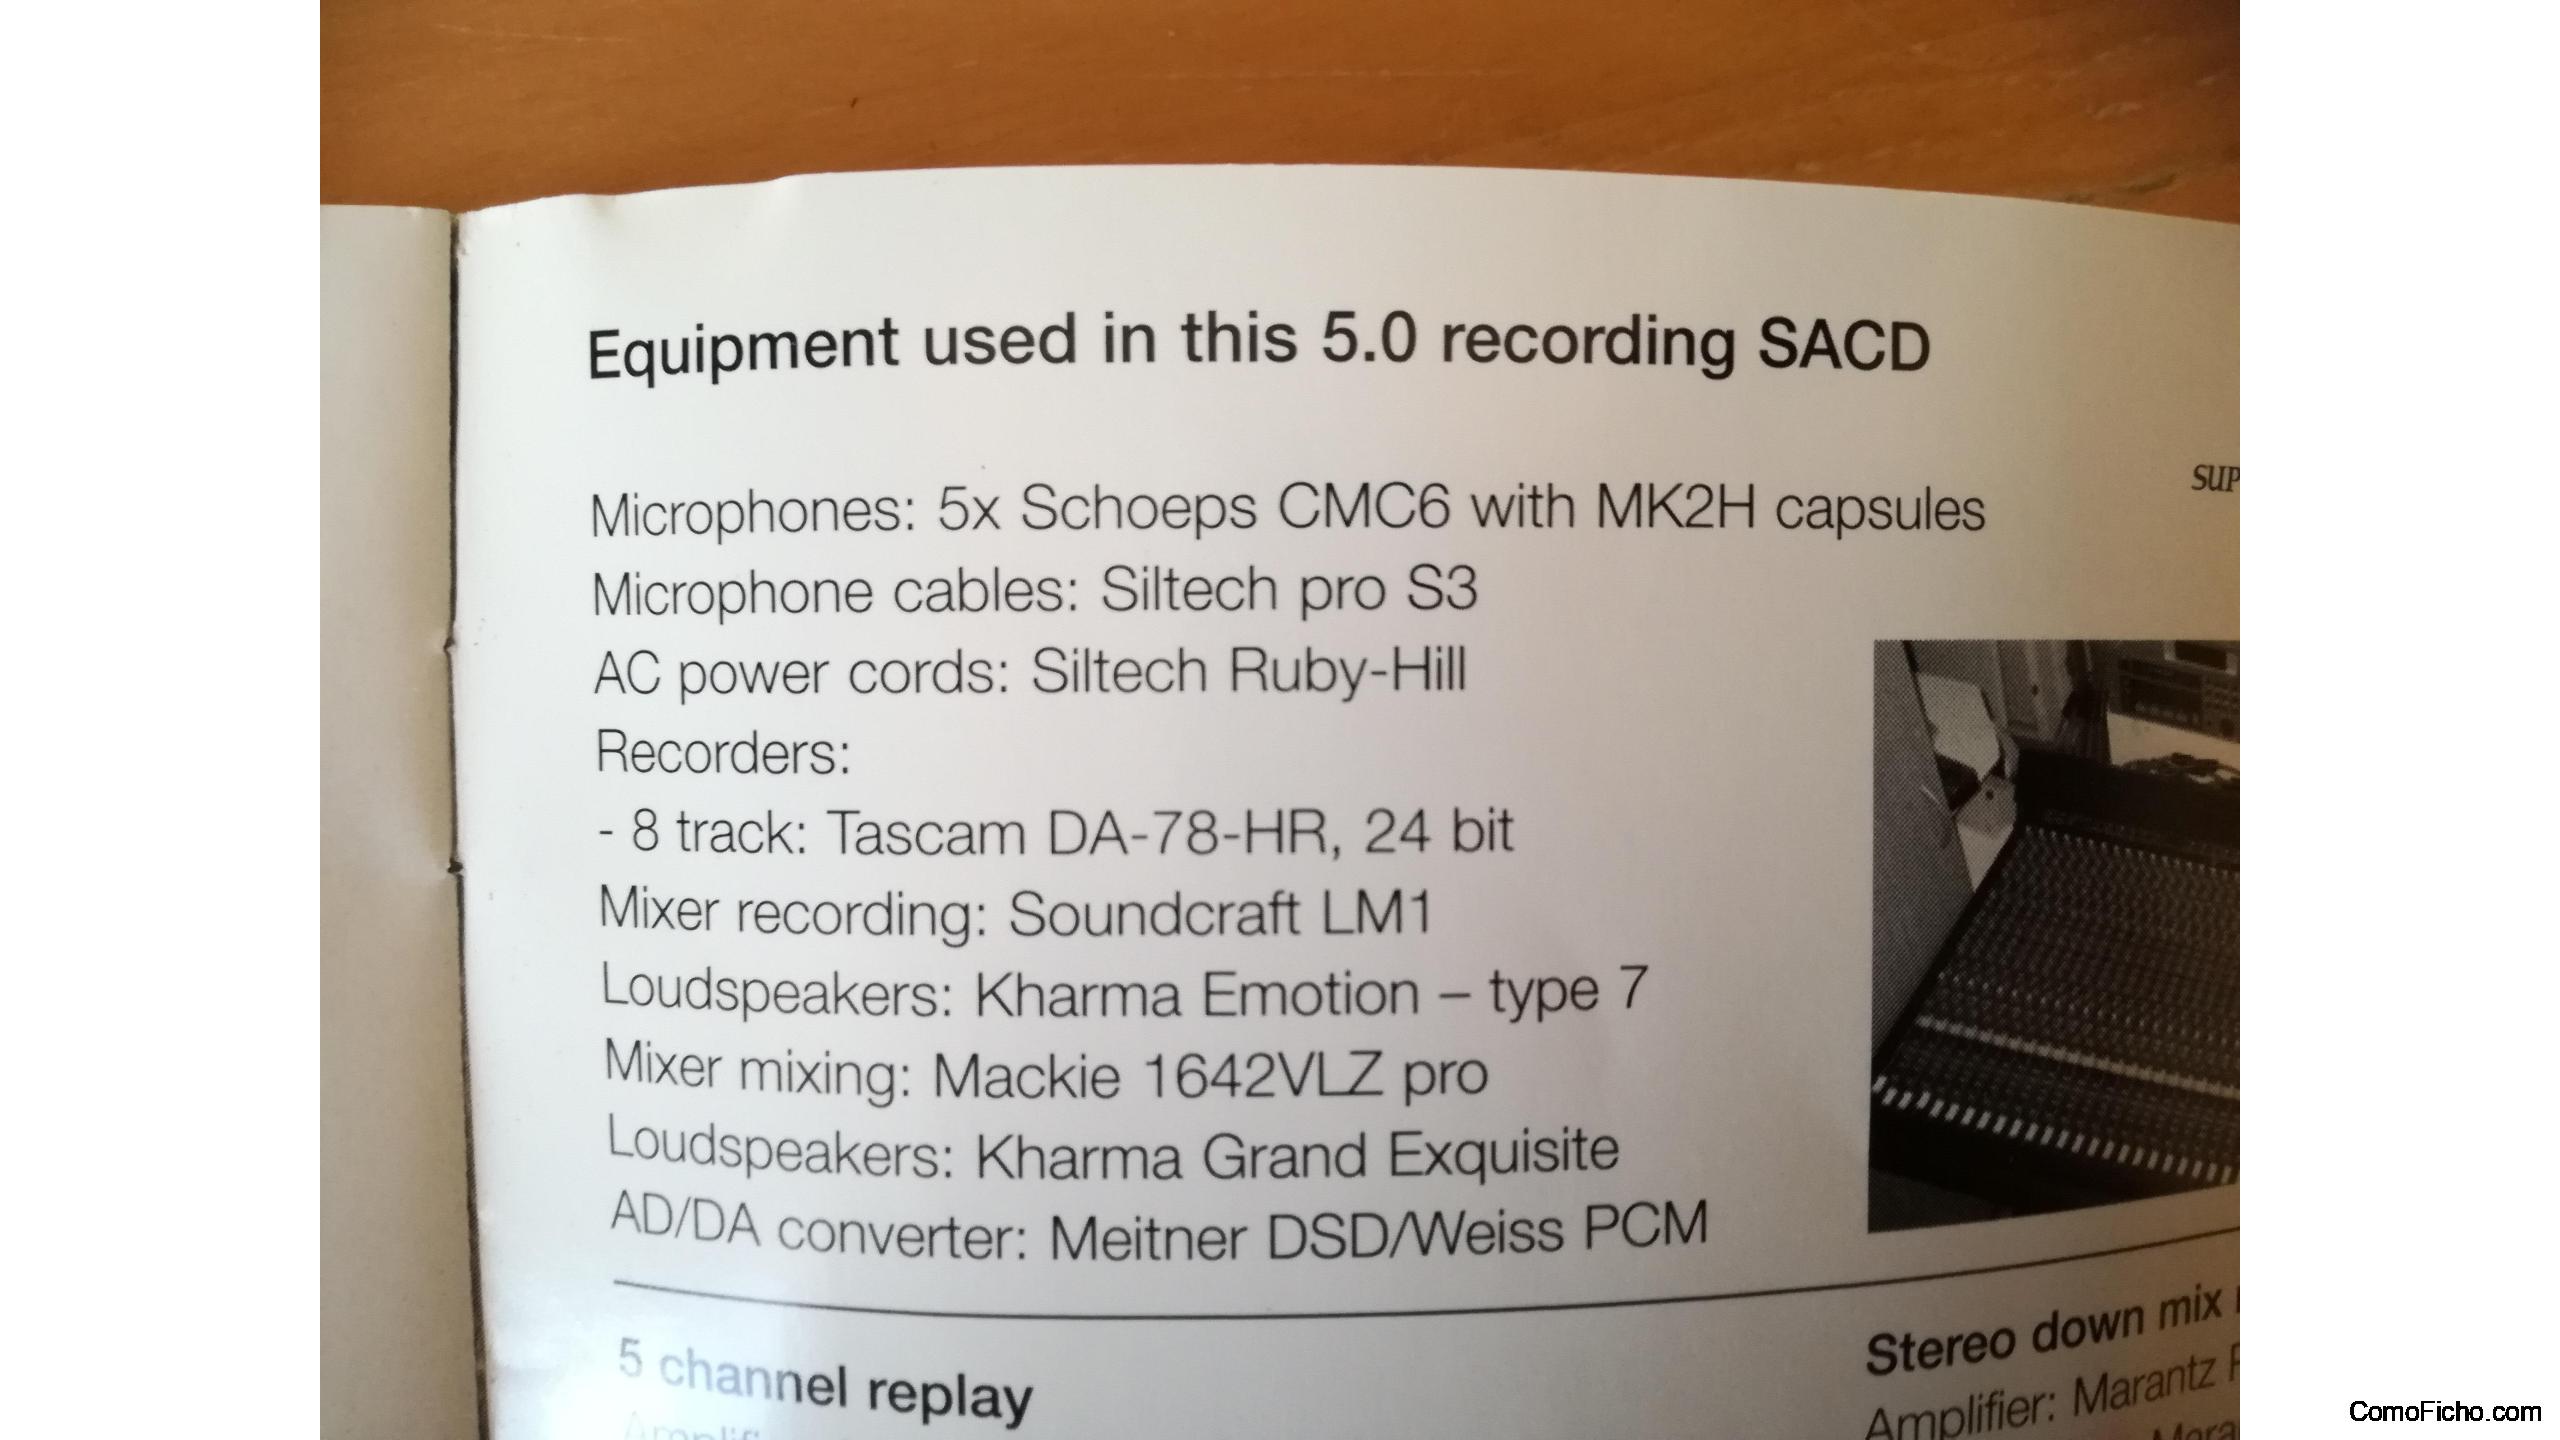 Equipment used in this 5.0 recording SACD
Microphones: 5x Schoeps CMC6 with MK2H capsules
Microphone cables: Siltech pro S3
AC power cords: Siltech Ruby-Hill
Recorders:
- 8 track: Tascam DA-78-HR, 24 bit
Mixer recording: Soundcraft LM1
Loudspeakers: Kharma Emotion – type 7
Mixer mixing: Mackie 1642VLZ pro
Loudspeakers: Kharma Grand Exquisite
AD/DA converter: Meitner DSD/Weiss PCM
5 channel replay
Stereo down mix
Amplifier: Marantz
ComoFicho.com